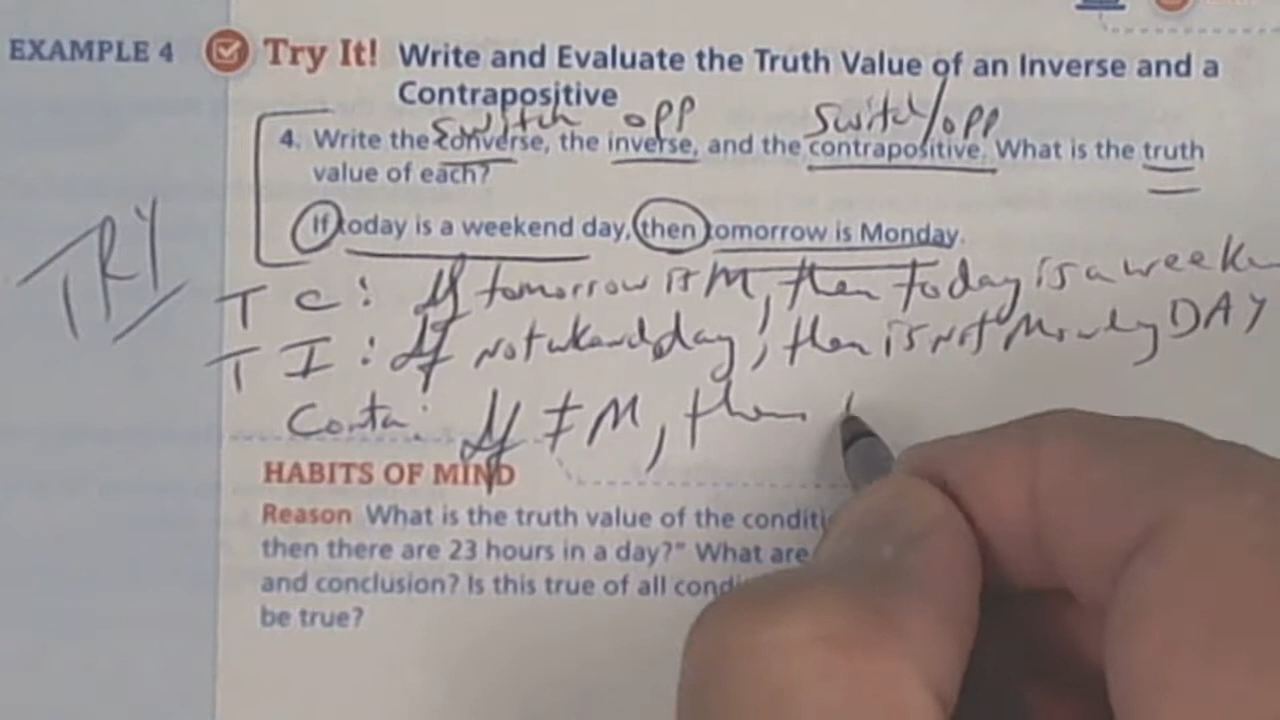 EXAMPLE 4 Try It! Write and Evaluate the Truth Value of an Inverse and a
Contrapositive
switch opp switch/opp
4. Write the converse, the inverse, and the contrapositive. What is the truth
value of each?
If today is a weekend day, then tomorrow is Monday.
TRY
T C: If tomorrow is M, then today is a weeken
T I: If not wkend day, then is not Monday DAY
Contra: If ≠ M, then
HABITS OF MIND
Reason What is the truth value of the conditi
then there are 23 hours in a day?" What are
and conclusion? Is this true of all cond
be true?